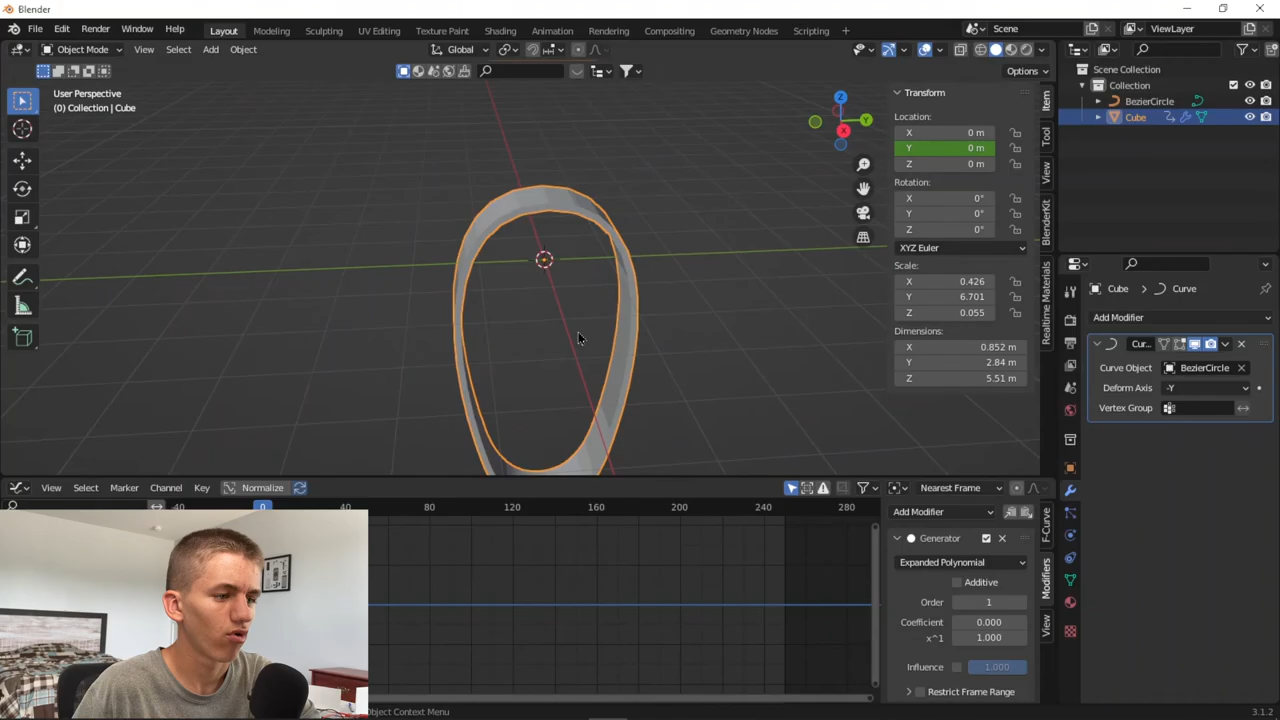 Blender
File Edit Render Window Help Layout Modeling Sculpting UV Editing Texture Paint Shading Animation Rendering Compositing Geometry Nodes Scripting + Scene ViewLayer
Object Mode View Select Add Object Global
Options
User Perspective
(0) Collection | Cube
Z
Y
X
Transform
Location:
X 0 m
Y 0 m
Z 0 m
Rotation:
X 0°
Y 0°
Z 0°
XYZ Euler
Scale:
X 0.426
Y 6.701
Z 0.055
Dimensions:
X 0.852 m
Y 2.84 m
Z 5.51 m
Item
Tool
View
BlenderKit
Realtime Materials
Scene Collection
Collection
BezierCircle
Cube
Cube Curve
Add Modifier
Cur...
Curve Object BezierCircle
Deform Axis -Y
Vertex Group
View Select Marker Channel Key Normalize Nearest Frame
-40 0 40 80 120 160 200 240 280
Add Modifier
Generator
Expanded Polynomial
Additive
Order 1
Coefficient 0.000
x^1 1.000
Influence 1.000
Restrict Frame Range
F-Curve
Modifiers
View
Object Context Menu
3.1.2